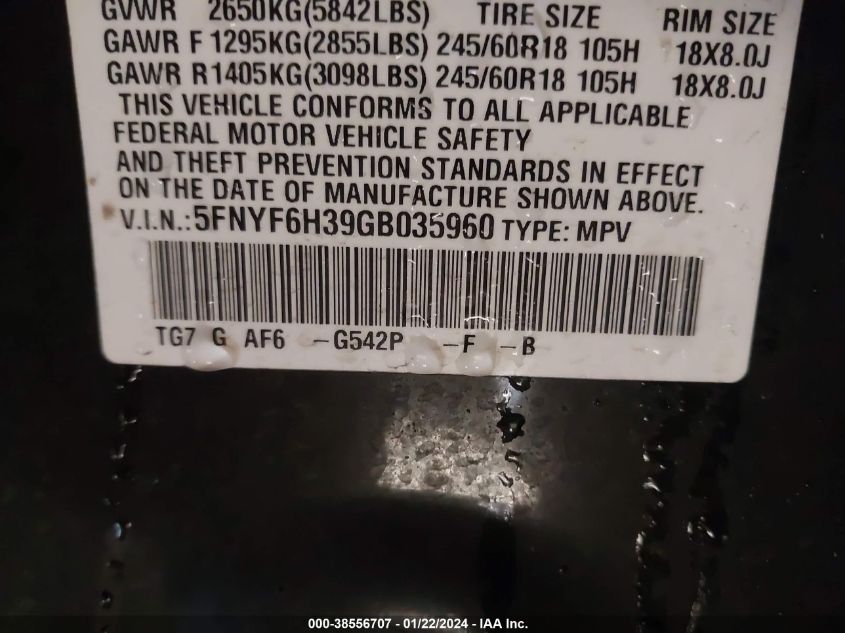 GVWR 2650KG(5842LBS) TIRE SIZE RIM SIZE
GAWR F 1295KG(2855LBS) 245/60R18 105H 18X8.0J
GAWR R 1405KG(3098LBS) 245/60R18 105H 18X8.0J
THIS VEHICLE CONFORMS TO ALL APPLICABLE
FEDERAL MOTOR VEHICLE SAFETY
AND THEFT PREVENTION STANDARDS IN EFFECT
ON THE DATE OF MANUFACTURE SHOWN ABOVE.
V.I.N.:5FNYF6H39GB035960 TYPE: MPV
TG7 G AF6 -G542P -F -B
000-38556707 - 01/22/2024 - IAA Inc.